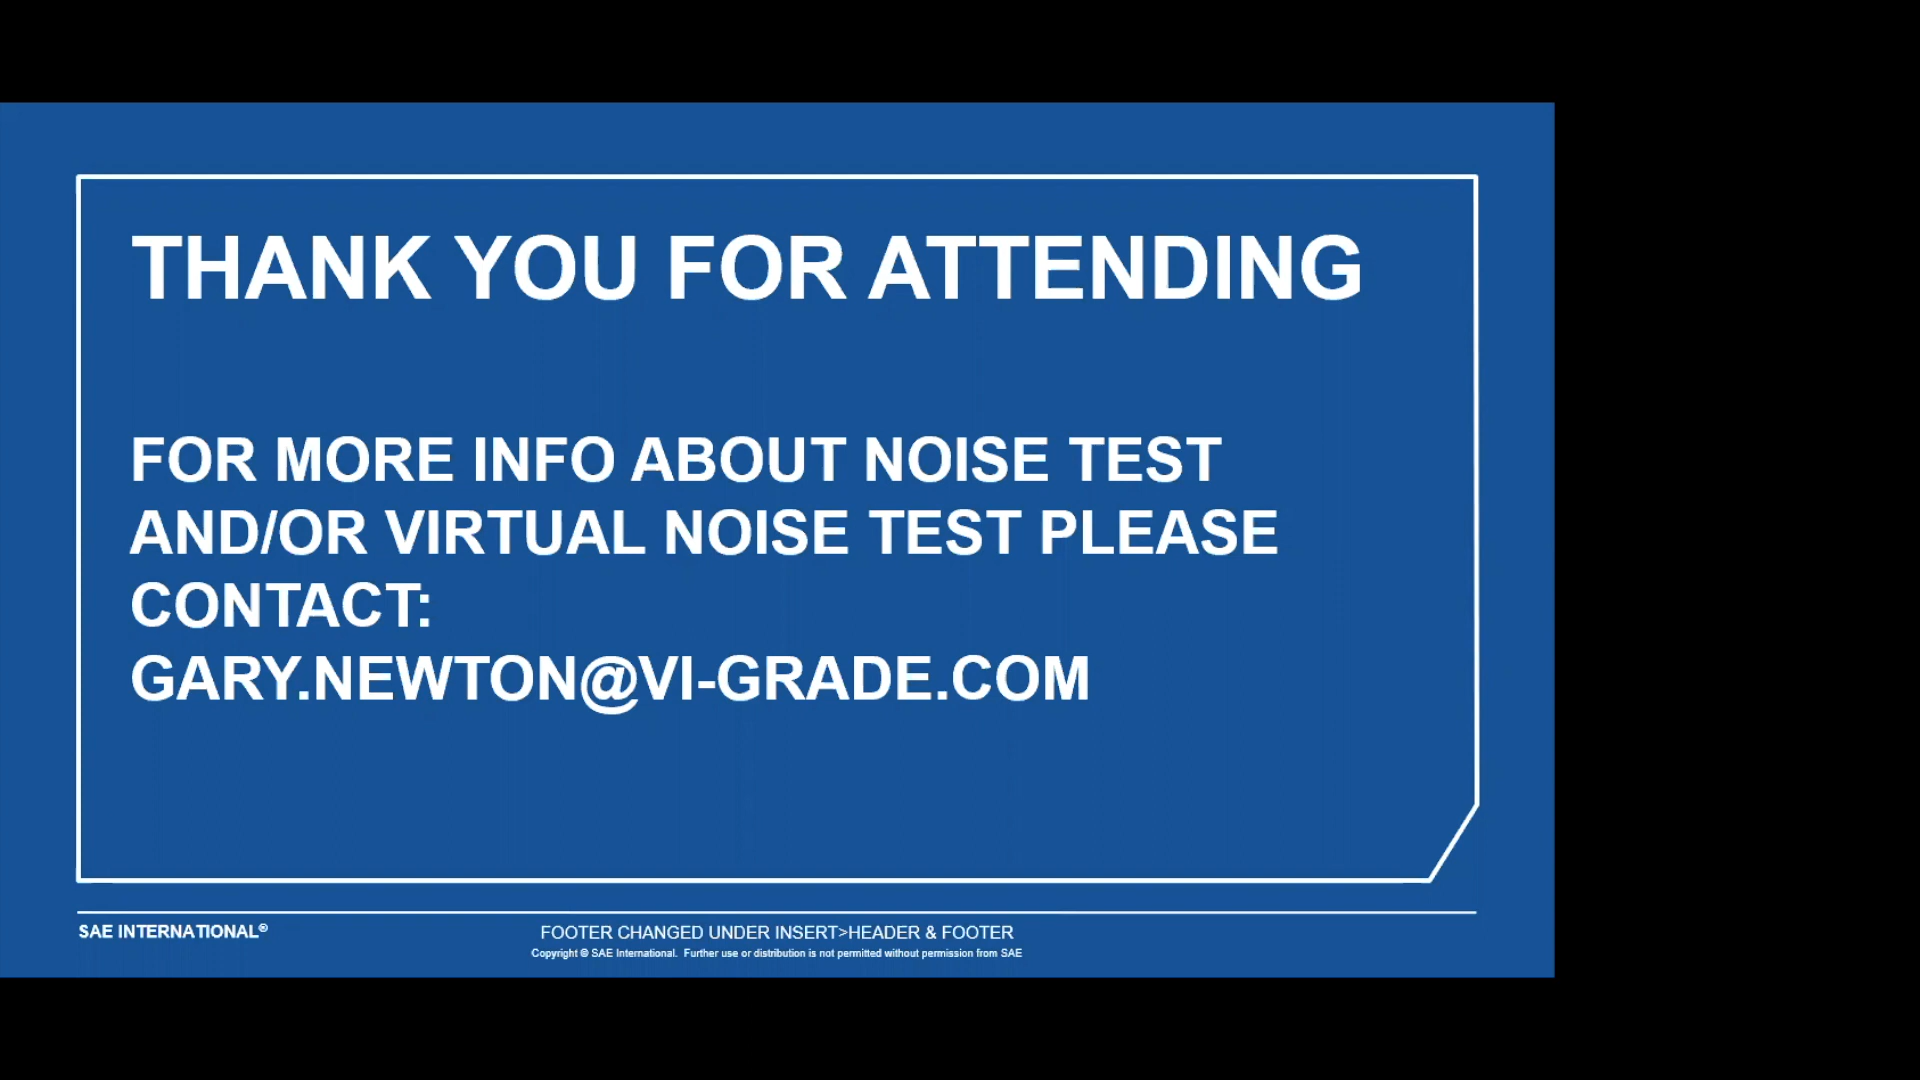 THANK YOU FOR ATTENDING
FOR MORE INFO ABOUT NOISE TEST
AND/OR VIRTUAL NOISE TEST PLEASE
CONTACT:
GARY.NEWTON@VI-GRADE.COM
SAE INTERNATIONAL®
FOOTER CHANGED UNDER INSERT>HEADER & FOOTER
Copyright © SAE International. Further use or distribution is not permitted without permission from SAE